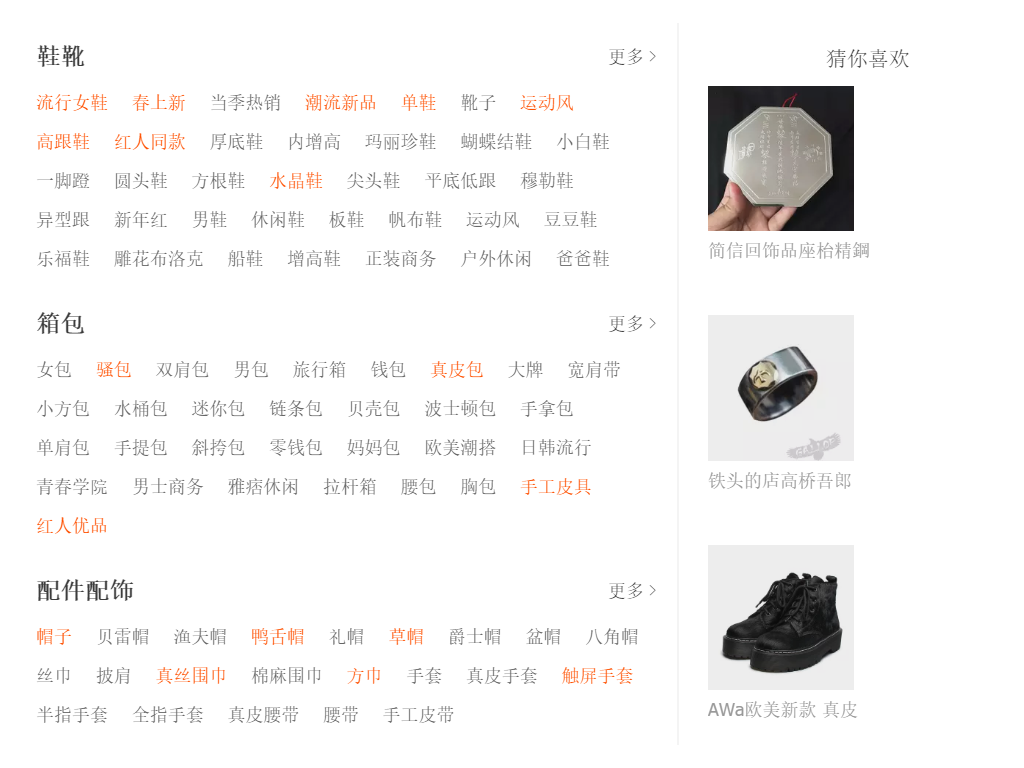 鞋靴 更多
流行女鞋 春上新 当季热销 潮流新品 单鞋 靴子 运动风
高跟鞋 红人同款 厚底鞋 内增高 玛丽珍鞋 蝴蝶结鞋 小白鞋
一脚蹬 圆头鞋 方根鞋 水晶鞋 尖头鞋 平底低跟 穆勒鞋
异型跟 新年红 男鞋 休闲鞋 板鞋 帆布鞋 运动风 豆豆鞋
乐福鞋 雕花布洛克 船鞋 增高鞋 正装商务 户外休闲 爸爸鞋
箱包 更多
女包 骚包 双肩包 男包 旅行箱 钱包 真皮包 大牌 宽肩带
小方包 水桶包 迷你包 链条包 贝壳包 波士顿包 手拿包
单肩包 手提包 斜挎包 零钱包 妈妈包 欧美潮搭 日韩流行
青春学院 男士商务 雅痞休闲 拉杆箱 腰包 胸包 手工皮具
红人优品
配件配饰 更多
帽子 贝雷帽 渔夫帽 鸭舌帽 礼帽 草帽 爵士帽 盆帽 八角帽
丝巾 披肩 真丝围巾 棉麻围巾 方巾 手套 真皮手套 触屏手套
半指手套 全指手套 真皮腰带 腰带 手工皮带
猜你喜欢
简信回饰品座枱精鋼
铁头的店高桥吾郎
AWa欧美新款 真皮